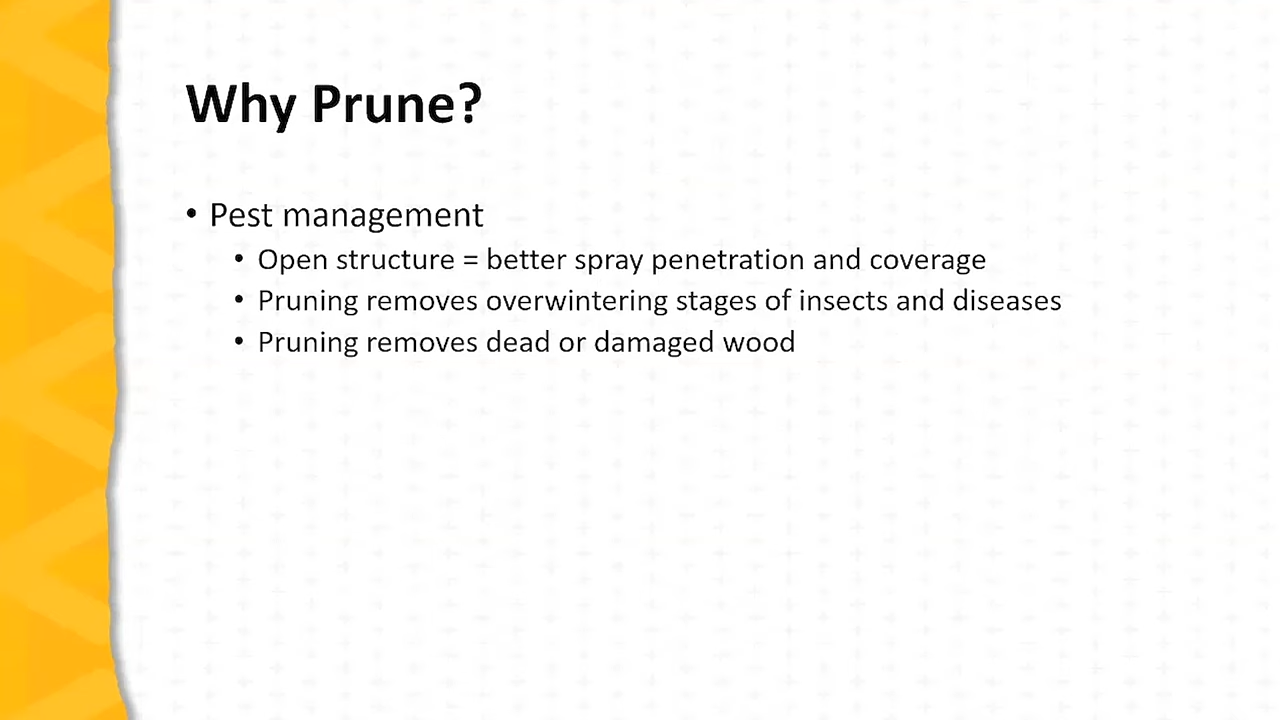 Why Prune?
• Pest management
• Open structure = better spray penetration and coverage
• Pruning removes overwintering stages of insects and diseases
• Pruning removes dead or damaged wood